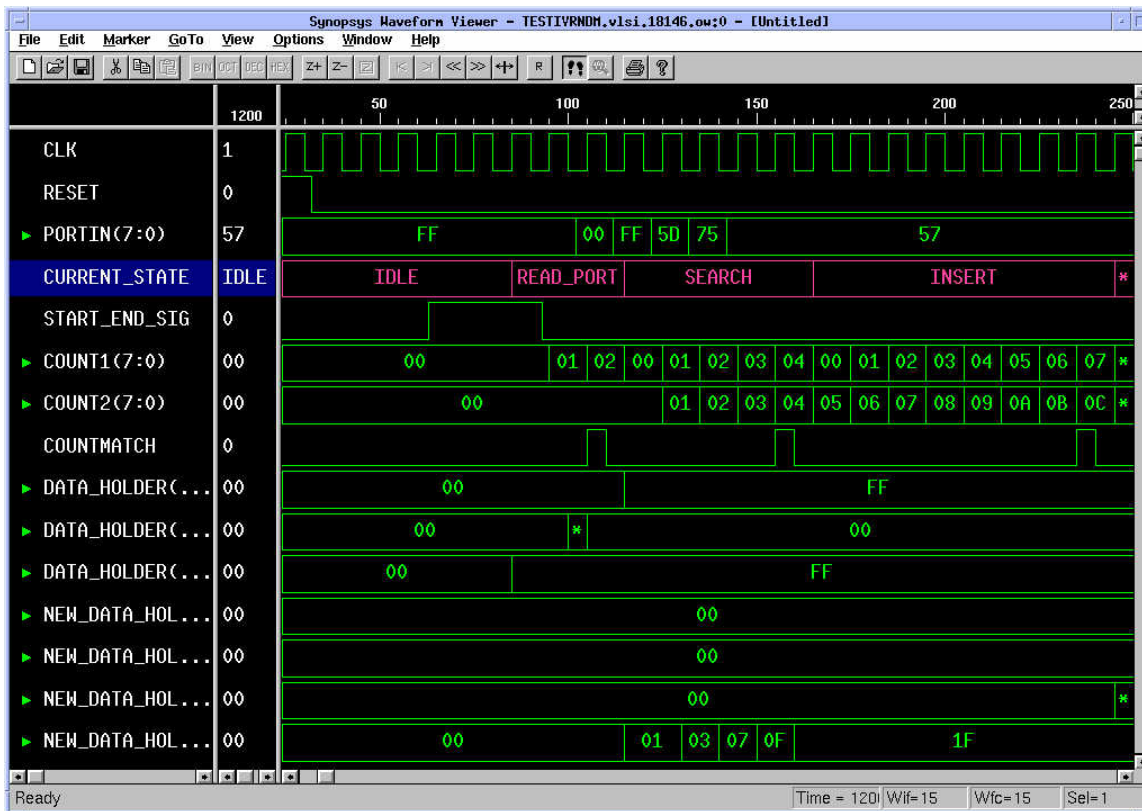 Synopsys Waveform Viewer - TESTIVRNDM.vlsi.18146.ow:0 - [Untitled]
File Edit Marker GoTo View Options Window Help
BIN OCT DEC HEX Z+ Z- R
1200 50 100 150 200 250
CLK 1
RESET 0
PORTIN(7:0) 57 FF 00 FF 5D 75 57
CURRENT_STATE IDLE IDLE READ_PORT SEARCH INSERT *
START_END_SIG 0
COUNT1(7:0) 00 00 01 02 00 01 02 03 04 00 01 02 03 04 05 06 07 *
COUNT2(7:0) 00 00 01 02 03 04 05 06 07 08 09 0A 0B 0C *
COUNTMATCH 0
DATA_HOLDER(... 00 00 FF
DATA_HOLDER(... 00 00 * 00
DATA_HOLDER(... 00 00 FF
NEW_DATA_HOL... 00 00
NEW_DATA_HOL... 00 00
NEW_DATA_HOL... 00 00 *
NEW_DATA_HOL... 00 00 01 03 07 0F 1F
Ready Time = 120 Wif=15 Wfc=15 Sel=1